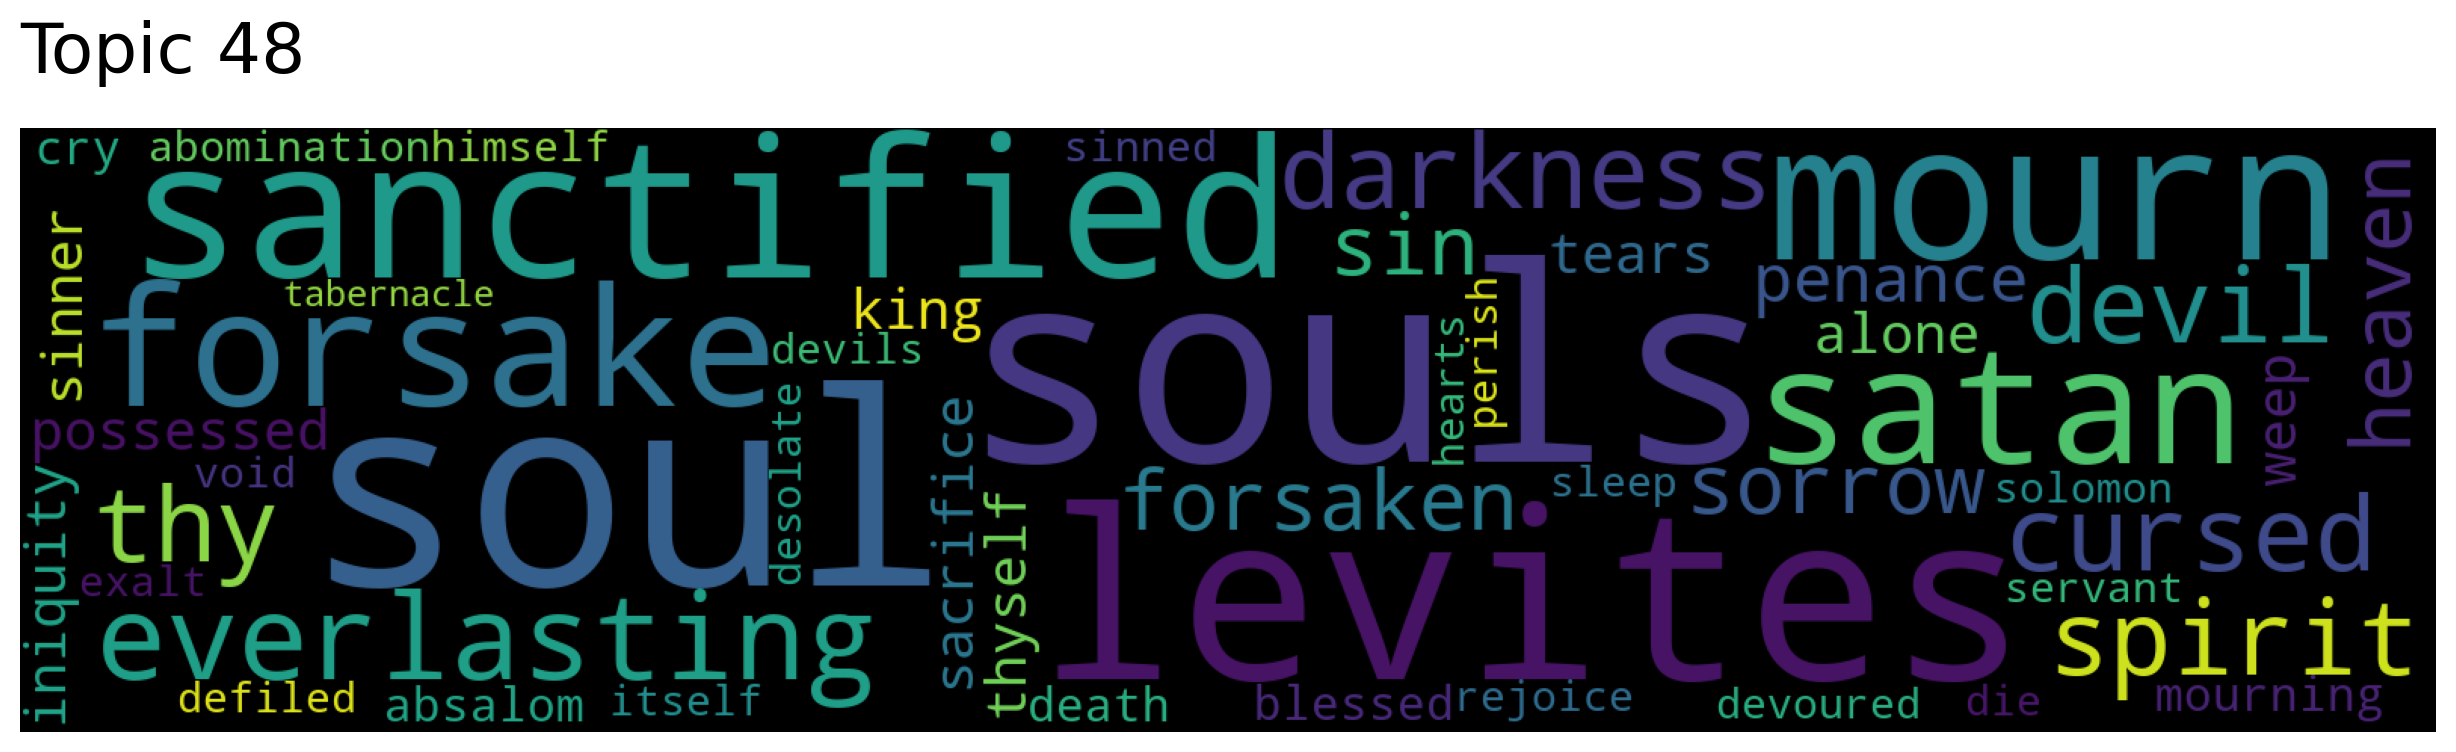 Topic 48
cry abomination himself sinned darkness mourn
sanctified
heaven
sinner
sin tears penance devil
tabernacle king perish
forsake devils souls hearts alone satan weep
possessed soul desolate sacrifice
void forsaken sleep sorrow solomon
iniquity thy thyself levites cursed
exalt servant
everlasting spirit
defiled absalom itself death blessed rejoice devoured die mourning